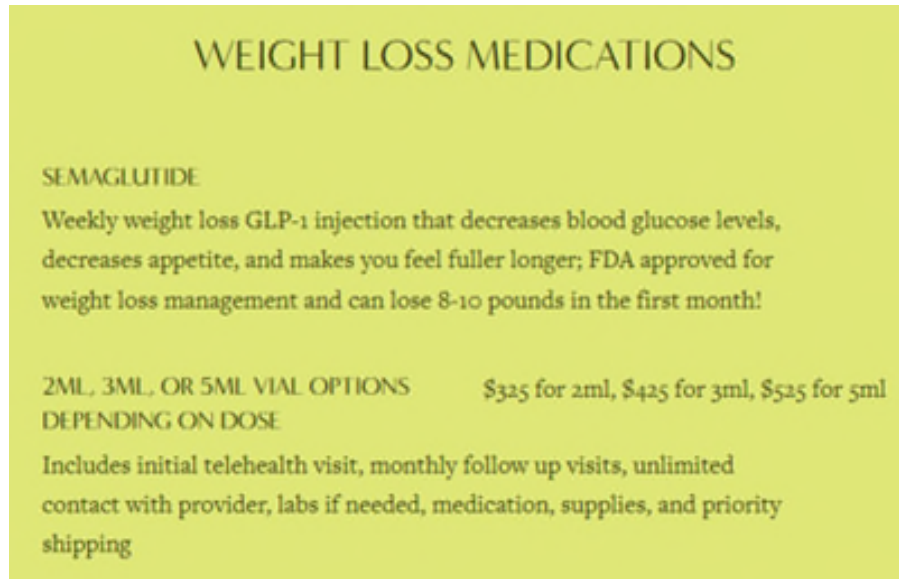 WEIGHT LOSS MEDICATIONS
SEMAGLUTIDE
Weekly weight loss GLP-1 injection that decreases blood glucose levels,
decreases appetite, and makes you feel fuller longer; FDA approved for
weight loss management and can lose 8-10 pounds in the first month!
2ML, 3ML, OR 5ML VIAL OPTIONS
DEPENDING ON DOSE
$325 for 2ml, $425 for 3ml, $525 for 5ml
Includes initial telehealth visit, monthly follow up visits, unlimited
contact with provider, labs if needed, medication, supplies, and priority
shipping